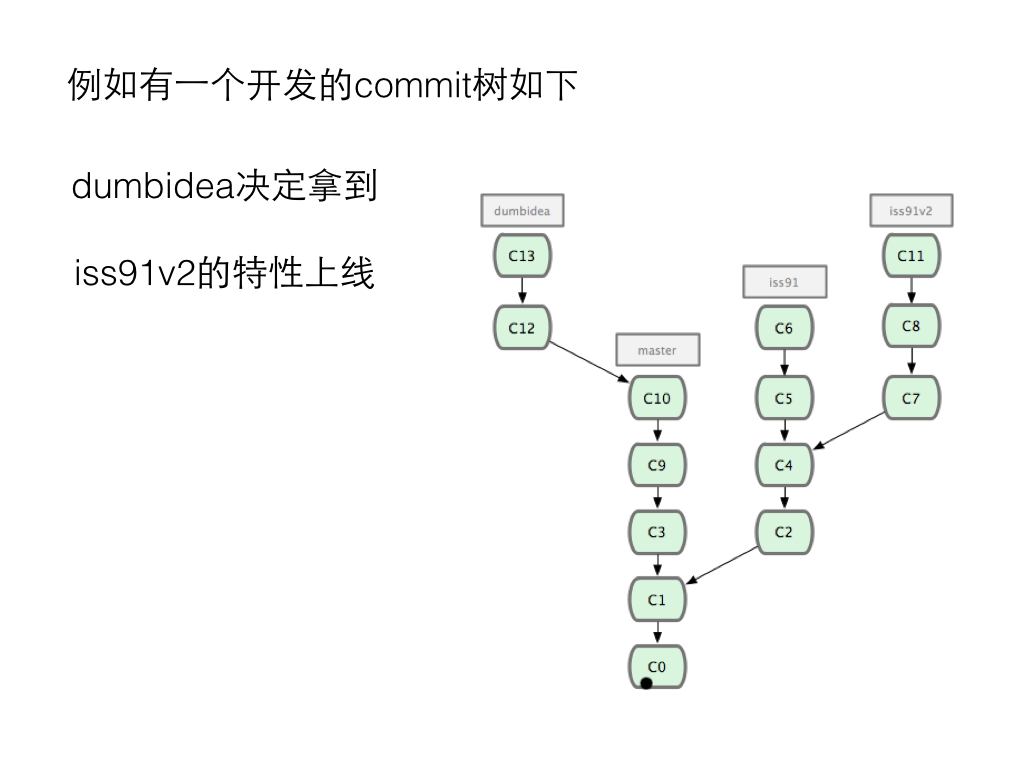 例如有一个开发的commit树如下
dumbidea决定拿到
iss91v2的特性上线
dumbidea
iss91v2
C13
C11
iss91
C12
C6
C8
master
C10
C5
C7
C9
C4
C3
C2
C1
C0